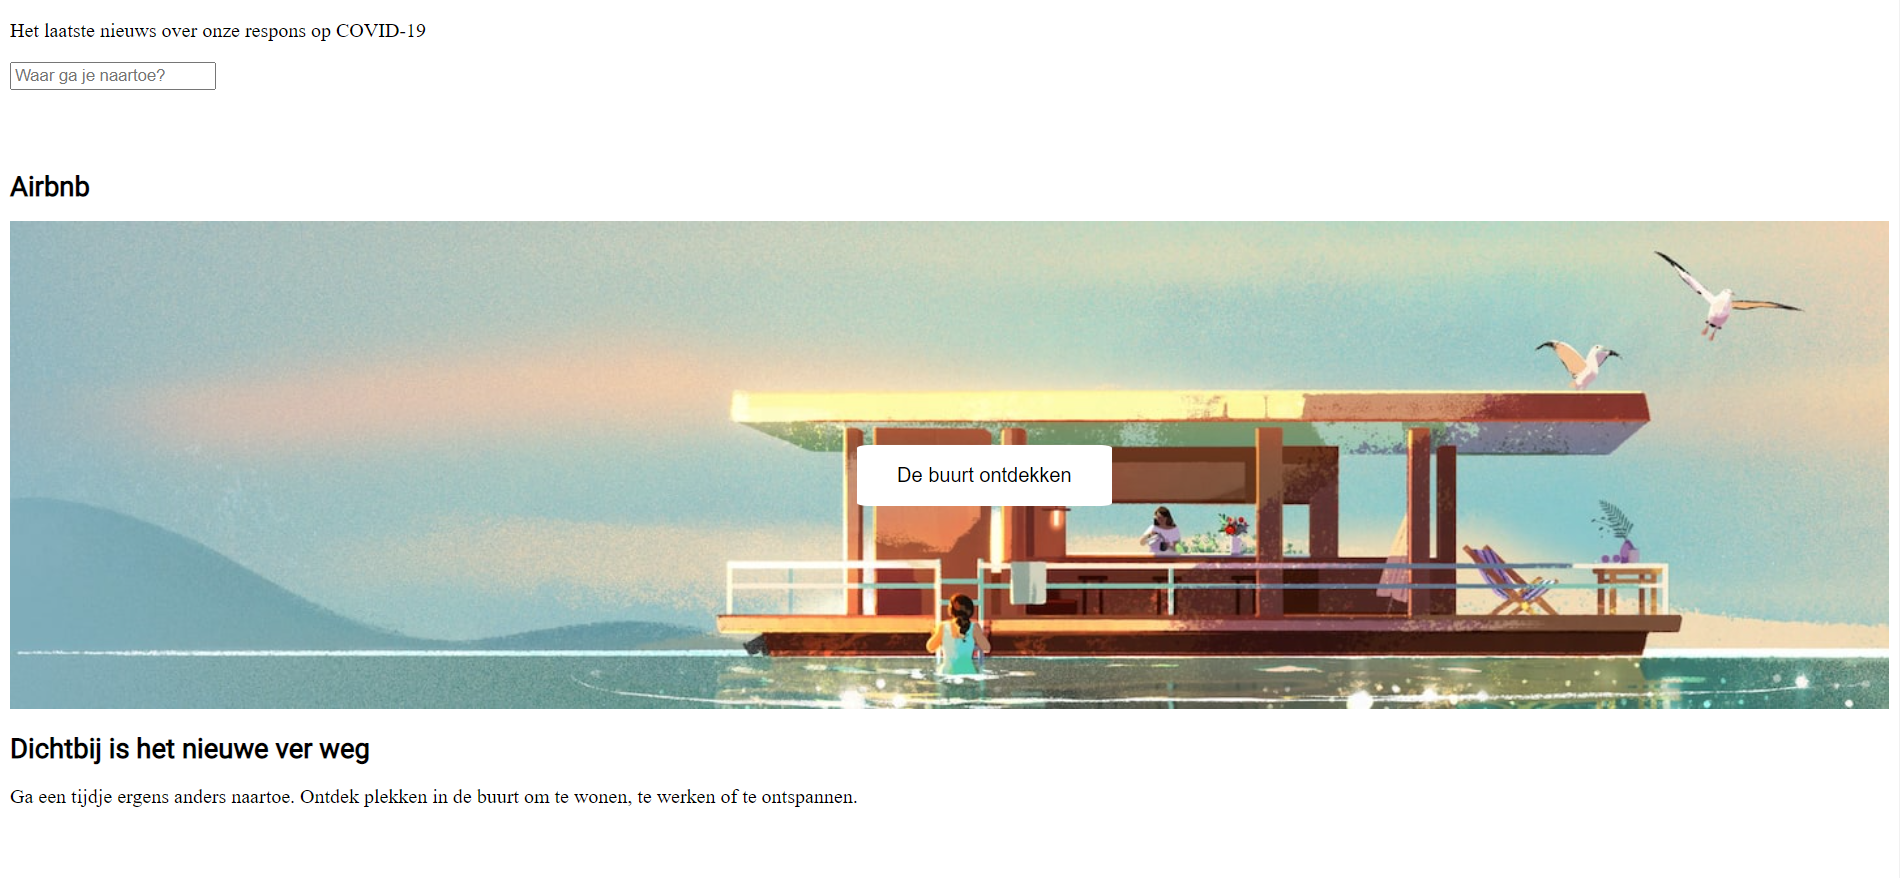 Het laatste nieuws over onze respons op COVID-19
Waar ga je naartoe?
Airbnb
De buurt ontdekken
Dichtbij is het nieuwe ver weg
Ga een tijdje ergens anders naartoe. Ontdek plekken in de buurt om te wonen, te werken of te ontspannen.